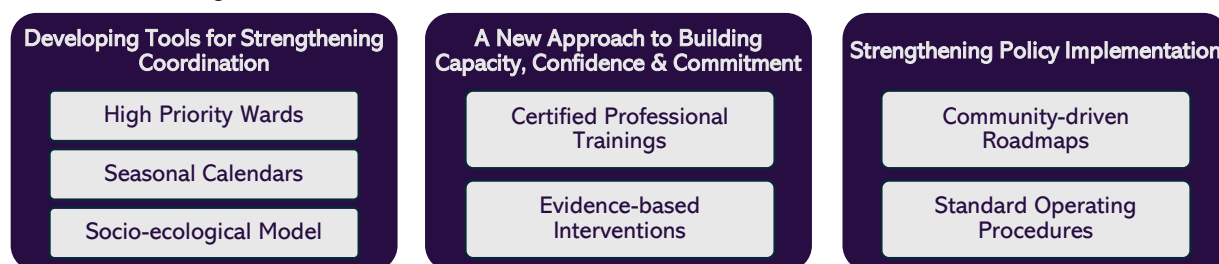 Developing Tools for Strengthening
Coordination
High Priority Wards
Seasonal Calendars
Socio-ecological Model
A New Approach to Building
Capacity, Confidence & Commitment
Certified Professional
Trainings
Evidence-based
Interventions
Strengthening Policy Implementation
Community-driven
Roadmaps
Standard Operating
Procedures